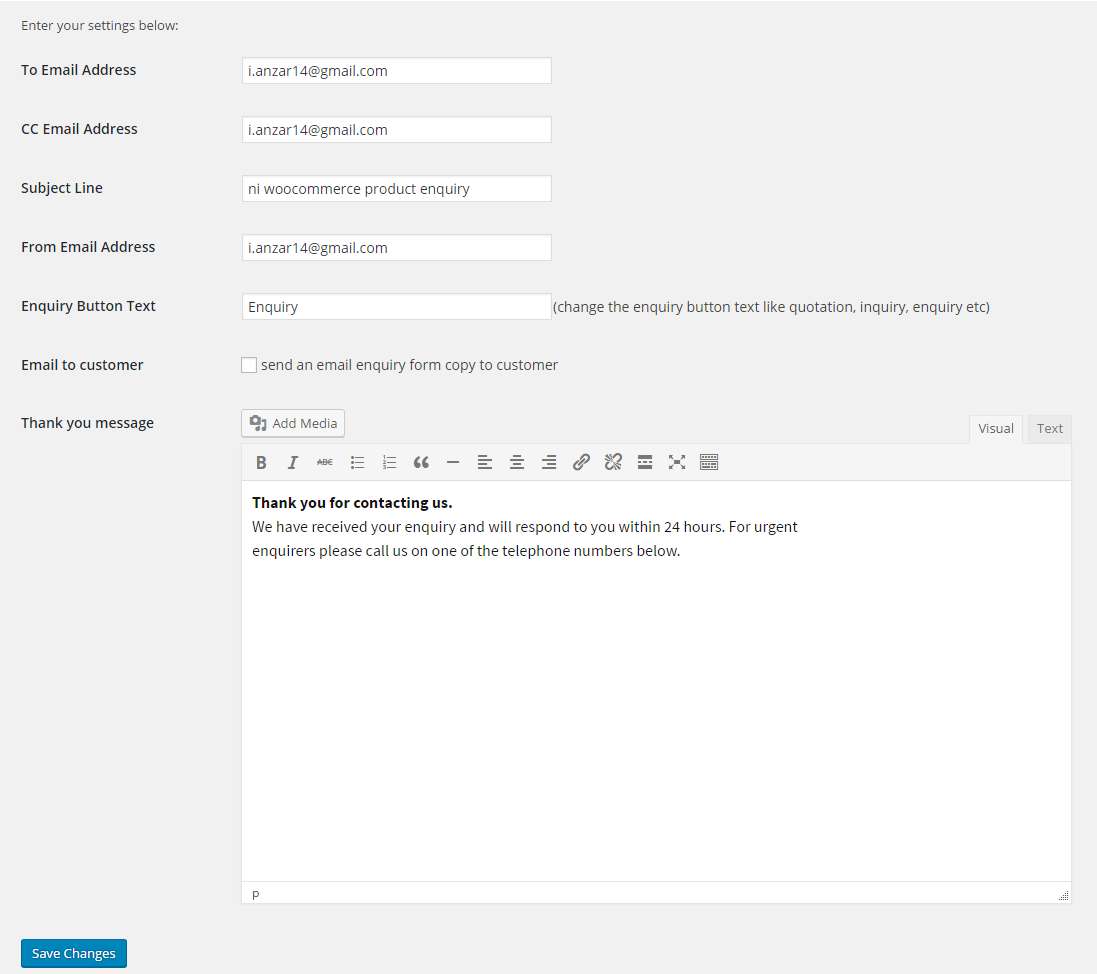 Enter your settings below:
To Email Address i.anzar14@gmail.com
CC Email Address i.anzar14@gmail.com
Subject Line ni woocommerce product enquiry
From Email Address i.anzar14@gmail.com
Enquiry Button Text Enquiry (change the enquiry button text like quotation, inquiry, enquiry etc)
Email to customer send an email enquiry form copy to customer
Thank you message Add Media Visual Text
B I ABC
Thank you for contacting us.
We have received your enquiry and will respond to you within 24 hours. For urgent
enquirers please call us on one of the telephone numbers below.
p
Save Changes